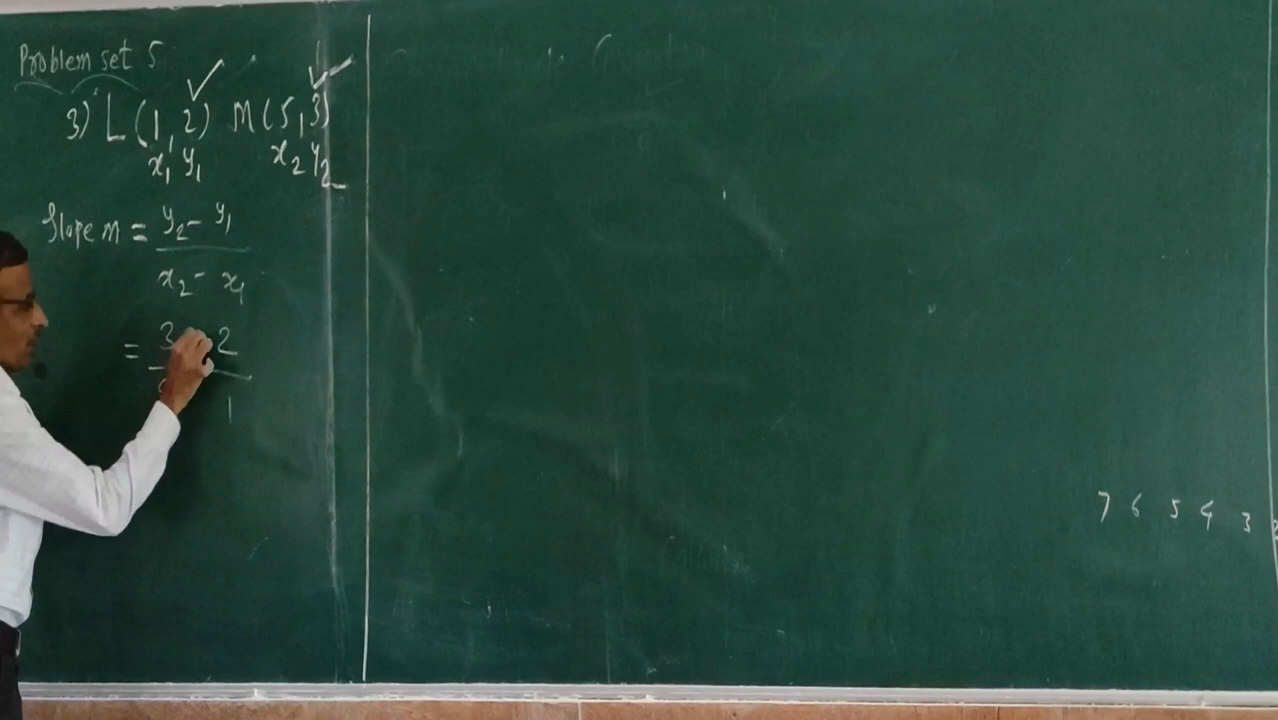 Problem set 5
3) L (1, 2) M (5, 3)
x₁ y₁ x₂ y₂
Slope m = y₂ - y₁
x₂ - x₁
= 3 2
1
7 6 5 4 3